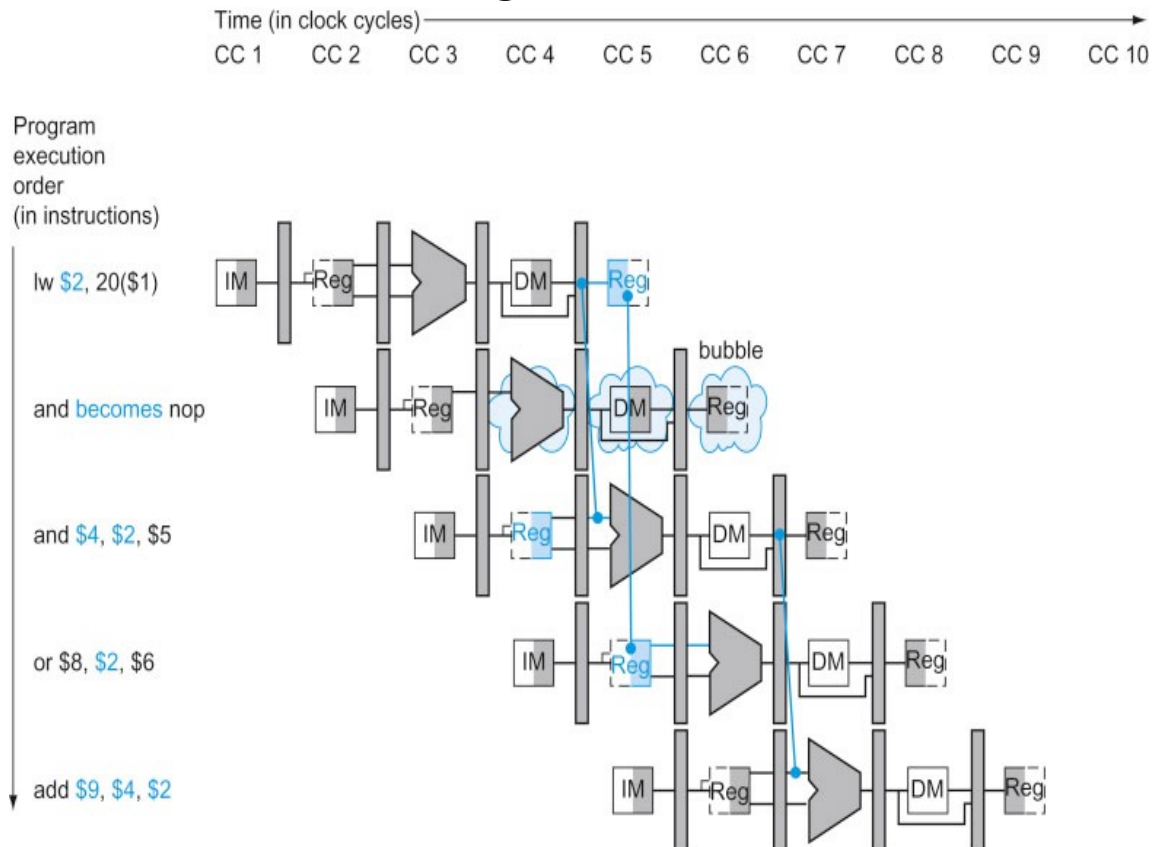 Time (in clock cycles)
CC 1 CC 2 CC 3 CC 4 CC 5 CC 6 CC 7 CC 8 CC 9 CC 10
Program
execution
order
(in instructions)
lw $2, 20($1)
IM Reg DM Reg
bubble
and becomes nop
IM Reg DM Reg
and $4, $2, $5
IM Reg DM Reg
or $8, $2, $6
IM Reg DM Reg
add $9, $4, $2
IM Reg DM Reg